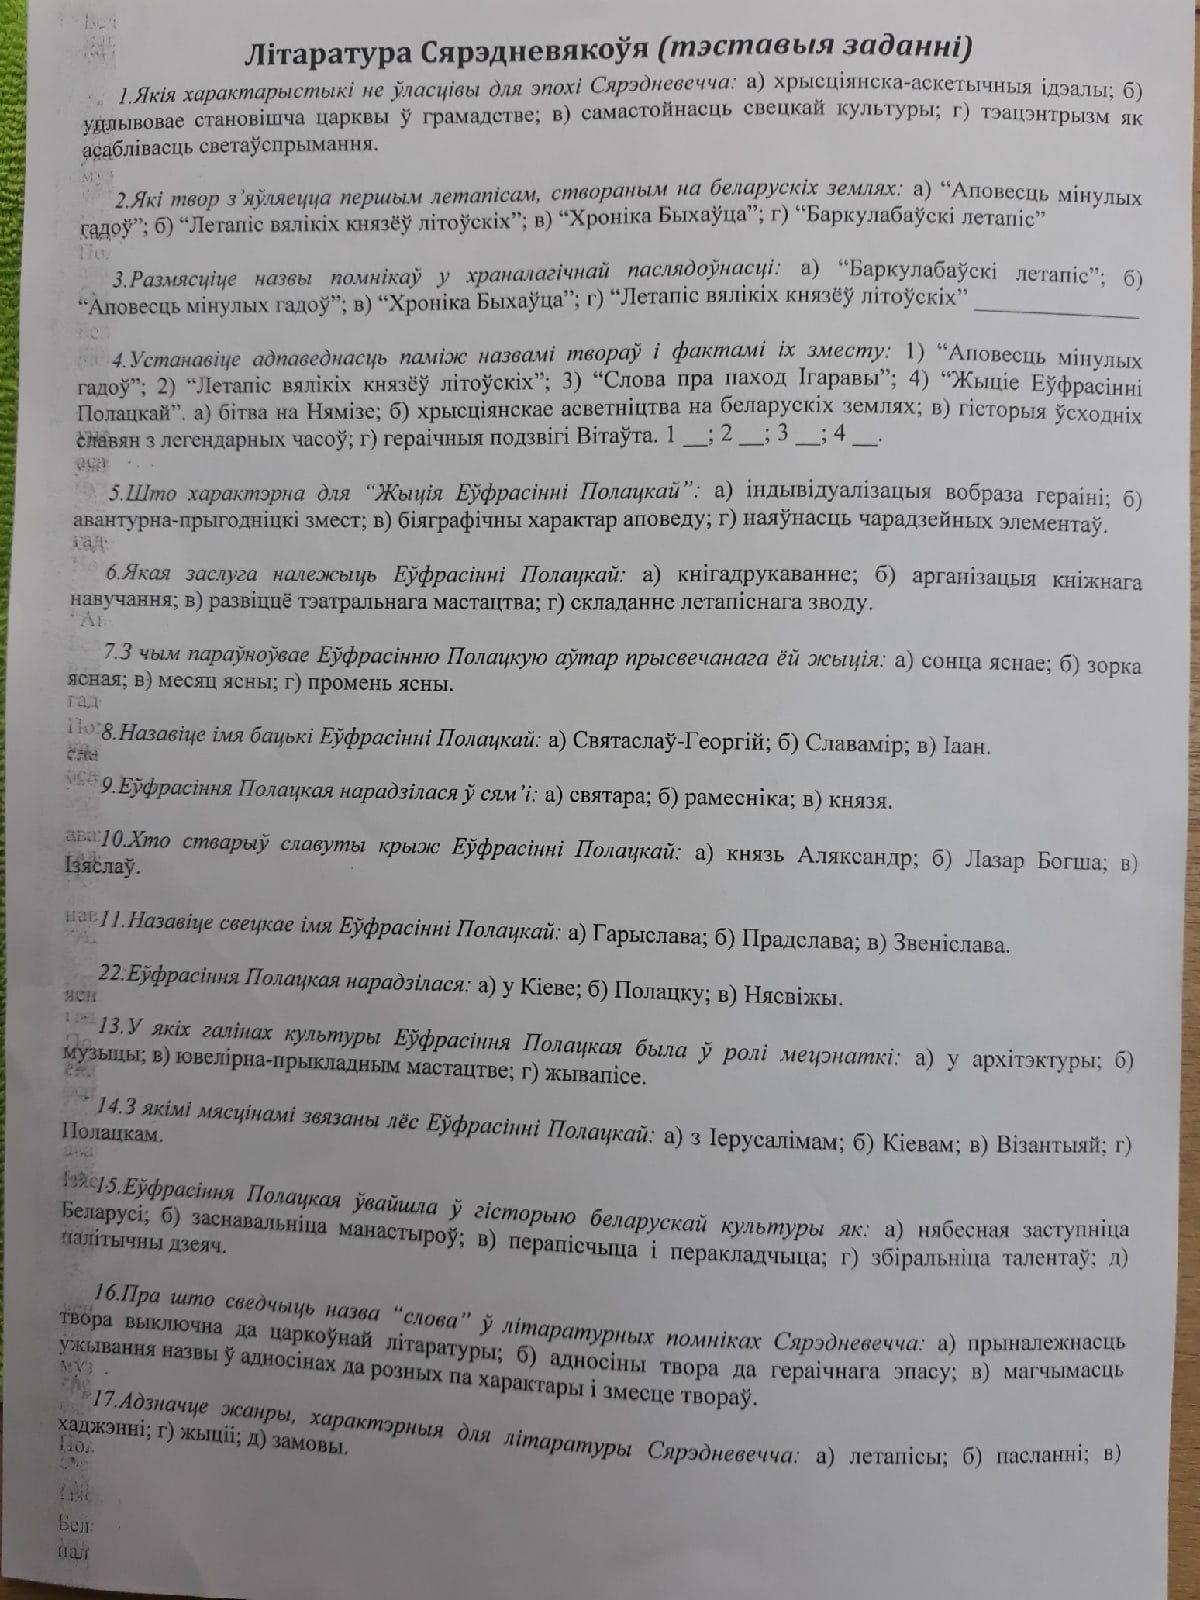 Літаратура Сярэдневякоўя (тэставыя заданні)
1.Якія характарыстыкі не ўласцівы для эпохі Сярэдневечча: а) хрысціянска-аскетычныя ідэалы; б)
уплывовае становішча царквы ў грамадстве; в) самастойнасць свецкай культуры; г) тэацэнтрызм як
асаблівасць светаўспрымання.
2.Які твор з’яўляецца першым летапісам, створаным на беларускіх землях: а) “Аповесць мінулых
гадоў”; б) “Летапіс вялікіх князёў літоўскіх”; в) “Хроніка Быхаўца”; г) “Баркулабаўскі летапіс”
3.Размясціце назвы помнікаў у храналагічнай паслядоўнасці: а) “Баркулабаўскі летапіс”; б)
“Аповесць мінулых гадоў”; в) “Хроніка Быхаўца”; г) “Летапіс вялікіх князёў літоўскіх” ____________
4.Устанавіце адпаведнасць паміж назвамі твораў і фактамі іх зместу: 1) “Аповесць мінулых
гадоў”; 2) “Летапіс вялікіх князёў літоўскіх”; 3) “Слова пра паход Ігаравы”; 4) “Жыціе Еўфрасінні
Полацкай”. а) бітва на Нямізе; б) хрысціянскае асветніцтва на беларускіх землях; в) гісторыя ўсходніх
славян з легендарных часоў; г) гераічныя подзвігі Вітаўта. 1 __; 2 __; 3 __; 4 __.
5.Што характэрна для “Жыція Еўфрасінні Полацкай”: а) індывідуалізацыя вобраза гераіні; б)
авантурна-прыгодніцкі змест; в) біяграфічны характар аповеду; г) наяўнасць чарадзейных элементаў.
6.Якая заслуга належыць Еўфрасінні Полацкай: а) кнігадрукаванне; б) арганізацыя кніжнага
навучання; в) развіццё тэатральнага мастацтва; г) складанне летапіснага зводу.
7.З чым параўноўвае Еўфрасінню Полацкую аўтар прысвечанага ёй жыція: а) сонца яснае; б) зорка
ясная; в) месяц ясны; г) промень ясны.
8.Назавіце імя бацькі Еўфрасінні Полацкай: а) Святаслаў-Георгій; б) Славамір; в) Іаан.
9.Еўфрасіння Полацкая нарадзілася ў сям’і: а) святара; б) рамесніка; в) князя.
10.Хто стварыў славуты крыж Еўфрасінні Полацкай: а) князь Аляксандр; б) Лазар Богша; в)
Ізяслаў.
11.Назавіце свецкае імя Еўфрасінні Полацкай: а) Гарыслава; б) Прадслава; в) Звеніслава.
22.Еўфрасіння Полацкая нарадзілася: а) у Кіеве; б) Полацку; в) Нясвіжы.
13.У якіх галінах культуры Еўфрасіння Полацкая была ў ролі мецэнаткі: а) у архітэктуры; б)
музыцы; в) ювелірна-прыкладным мастацтве; г) жывапісе.
14.З якімі мясцінамі звязаны лёс Еўфрасінні Полацкай: а) з Іерусалімам; б) Кіевам; в) Візантыяй; г)
Полацкам.
15.Еўфрасіння Полацкая ўвайшла ў гісторыю беларускай культуры як: а) нябесная заступніца
Беларусі; б) заснавальніца манастыроў; в) перапісчыца і перакладчыца; г) збіральніца талентаў; д)
палітычны дзеяч.
16.Пра што сведчыць назва “слова” ў літаратурных помніках Сярэдневечча: а) прыналежнасць
твора выключна да царкоўнай літаратуры; б) адносіны твора да гераічнага эпасу; в) магчымасць
ужывання назвы ў адносінах да розных па характары і змесце твораў.
17.Адзначце жанры, характэрныя для літаратуры Сярэдневечча: а) летапісы; б) пасланні; в)
хаджэнні; г) жыціі; д) замовы.